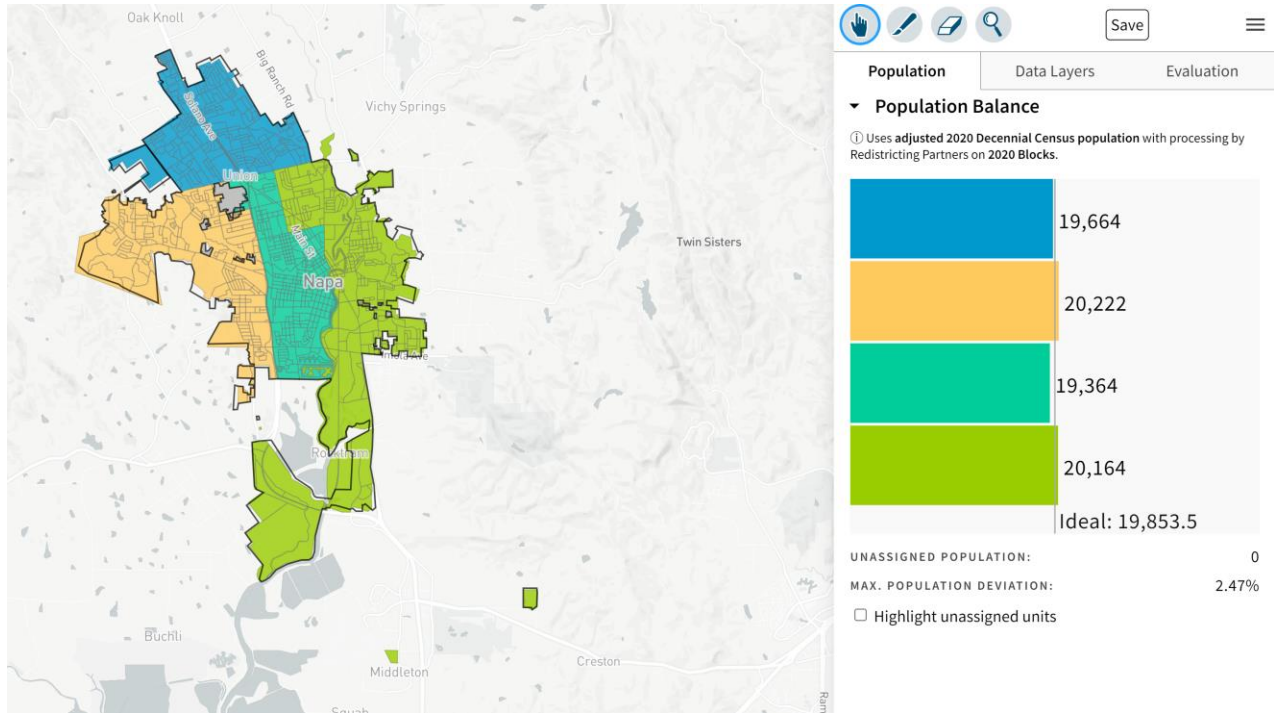 Oak Knoll
Big Ranch Rd
Solano Ave
Vichy Springs
Union
Twin Sisters
Main St
Napa
Imola Ave
Rocktram
Buchli
Middleton
Creston
Squab
Save
Population
Data Layers
Evaluation
Population Balance
Uses adjusted 2020 Decennial Census population with processing by
Redistricting Partners on 2020 Blocks.
19,664
20,222
19,364
20,164
Ideal: 19,853.5
UNASSIGNED POPULATION: 0
MAX. POPULATION DEVIATION: 2.47%
Highlight unassigned units